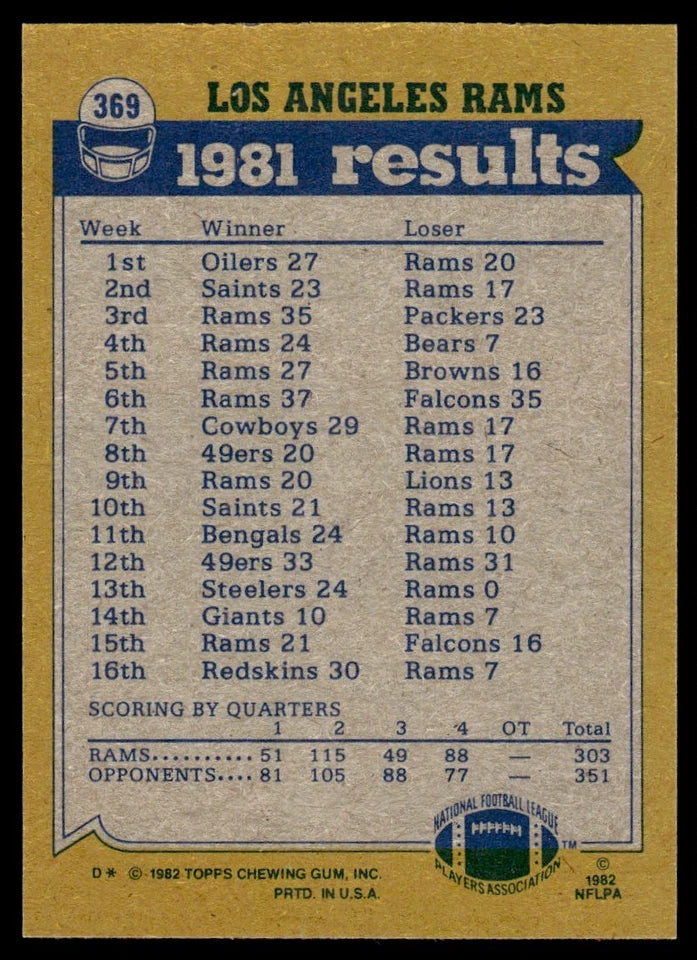 369
LOS ANGELES RAMS
1981 results
Week Winner Loser
1st Oilers 27 Rams 20
2nd Saints 23 Rams 17
3rd Rams 35 Packers 23
4th Rams 24 Bears 7
5th Rams 27 Browns 16
6th Rams 37 Falcons 35
7th Cowboys 29 Rams 17
8th 49ers 20 Rams 17
9th Rams 20 Lions 13
10th Saints 21 Rams 13
11th Bengals 24 Rams 10
12th 49ers 33 Rams 31
13th Steelers 24 Rams 0
14th Giants 10 Rams 7
15th Rams 21 Falcons 16
16th Redskins 30 Rams 7
SCORING BY QUARTERS
1 2 3 4 OT Total
RAMS.......... 51 115 49 88 — 303
OPPONENTS.... 81 105 88 77 — 351
NATIONAL FOOTBALL LEAGUE
PLAYERS ASSOCIATION
TM
D* © 1982 TOPPS CHEWING GUM, INC.
PRTD. IN U.S.A.
©
1982
NFLPA